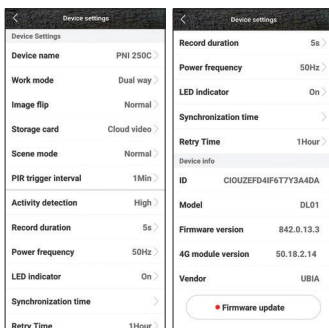 Device settings
Device Settings
Device name PNI 250C
Work mode Dual way
Image flip Normal
Storage card Cloud video
Scene mode Normal
PIR trigger interval 1Min
Activity detection High
Record duration 5s
Power frequency 50Hz
LED indicator On
Synchronization time
Retry Time 1Hour
Device settings
Record duration 5s
Power frequency 50Hz
LED indicator On
Synchronization time
Retry Time 1Hour
Device info
ID CIOUZEFD4IF6T7Y3A4DA
Model DL01
Firmware version 842.0.13.3
4G module version 50.18.2.14
Vendor UBIA
Firmware update